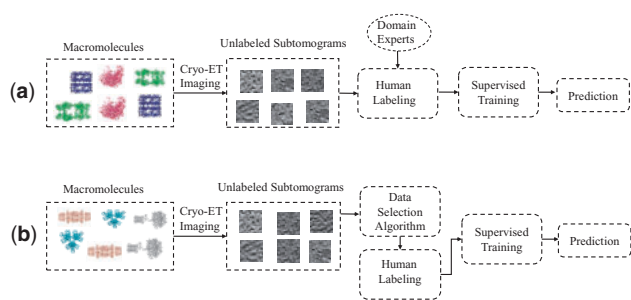 (a)
Macromolecules
Cryo-ET
Imaging
Unlabeled Subtomograms
Domain
Experts
Human
Labeling
Supervised
Training
Prediction
(b)
Macromolecules
Cryo-ET
Imaging
Unlabeled Subtomograms
Data
Selection
Algorithm
Human Labeling
Supervised
Training
Prediction